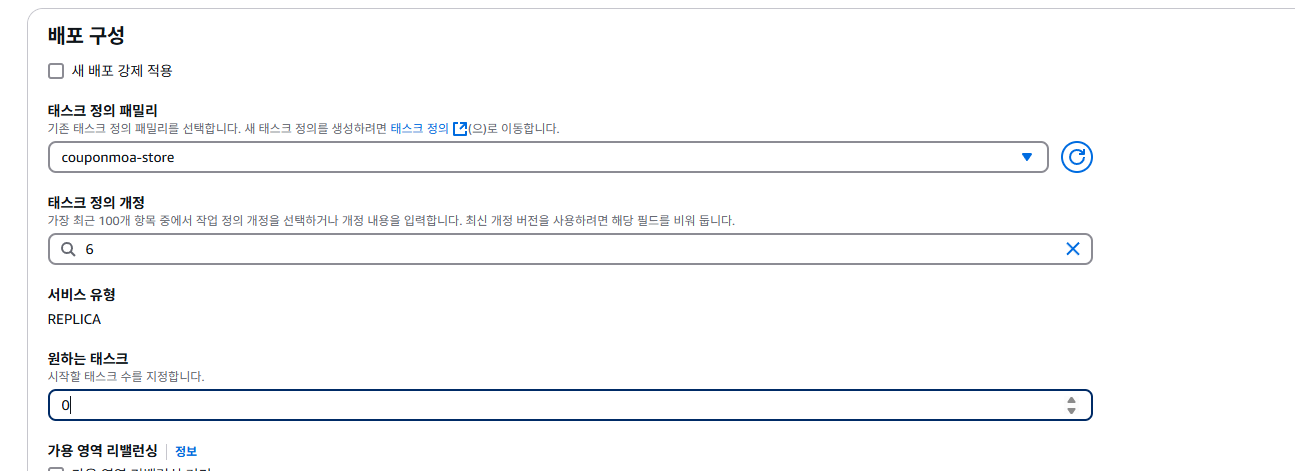 배포 구성
새 배포 강제 적용
태스크 정의 패밀리
기존 태스크 정의 패밀리를 선택합니다. 새 태스크 정의를 생성하려면 태스크 정의 (으)로 이동합니다.
couponmoa-store
태스크 정의 개정
가장 최근 100개 항목 중에서 작업 정의 개정을 선택하거나 개정 내용을 입력합니다. 최신 개정 버전을 사용하려면 해당 필드를 비워 둡니다.
6
서비스 유형
REPLICA
원하는 태스크
시작할 태스크 수를 지정합니다.
0
가용 영역 리밸런싱 정보